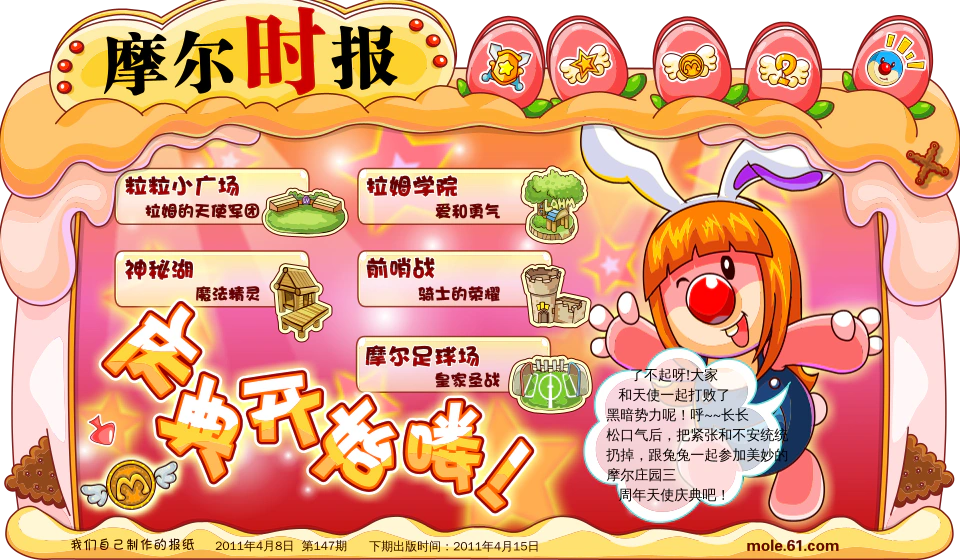 摩尔时报
拉粒小广场
拉姆的天使军团
拉姆学院
爱和勇气
LAHM
神秘湖
魔法精灵
前哨战
骑士的荣耀
摩尔足球场
皇家圣战
庆典开启喽！
了不起呀!大家
和天使一起打败了
黑暗势力呢！呼~~长长
松口气后，把紧张和不安统统
扔掉，跟兔兔一起参加美妙的
摩尔庄园三
周年天使庆典吧！
我们自己制作的报纸 2011年4月8日 第147期 下期出版时间：2011年4月15日
mole.61.com